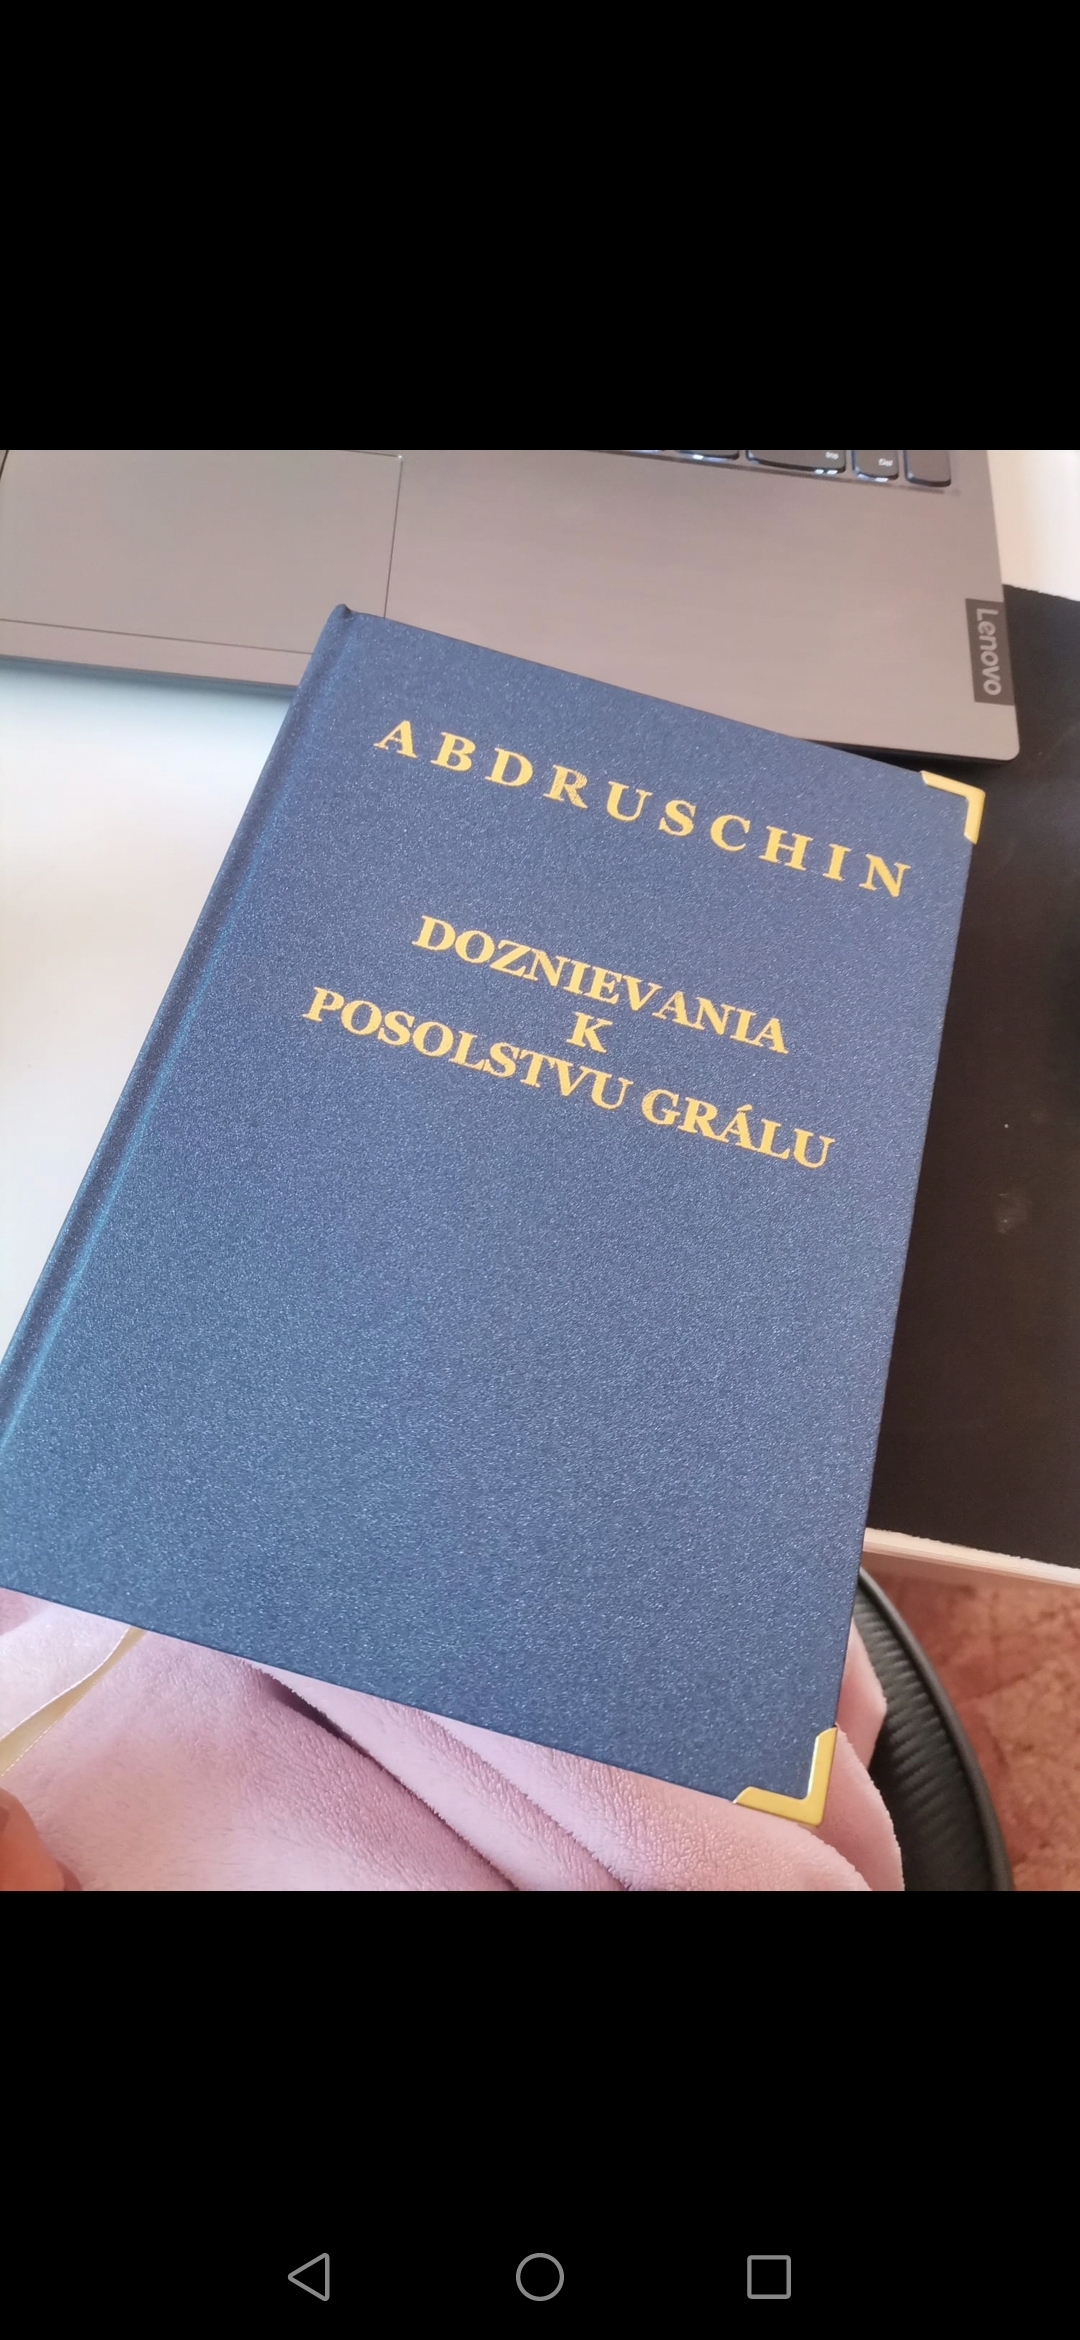 Lenovo
ABDRUSCHIN
DOZNIEVANIA
K
POSOLSTVU GRÁLU